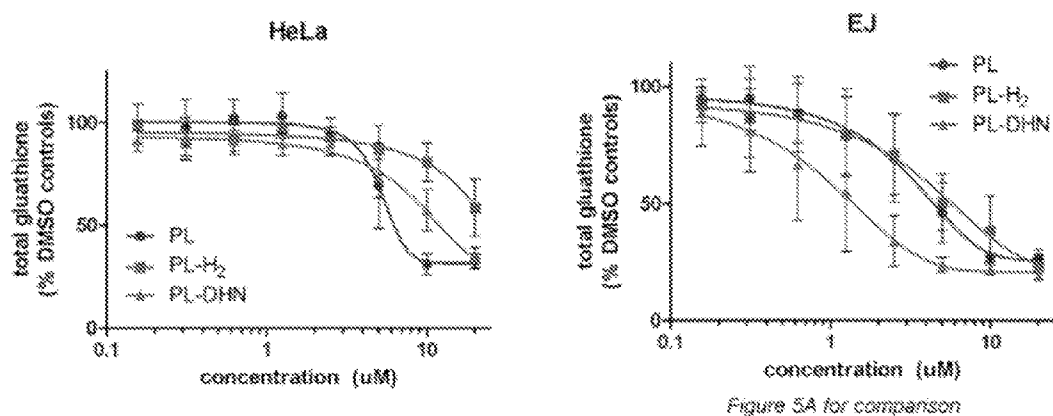 HeLa
total gluathione
(% DMSO controls)
100
50
0
PL
PL-H₂
PL-DHN
0.1
1
10
concentration (uM)
EJ
total gluathione
(% DMSO controls)
100
50
0
PL
PL-H₂
PL-DHN
0.1
1
10
concentration (uM)
Figure 5A for comparison